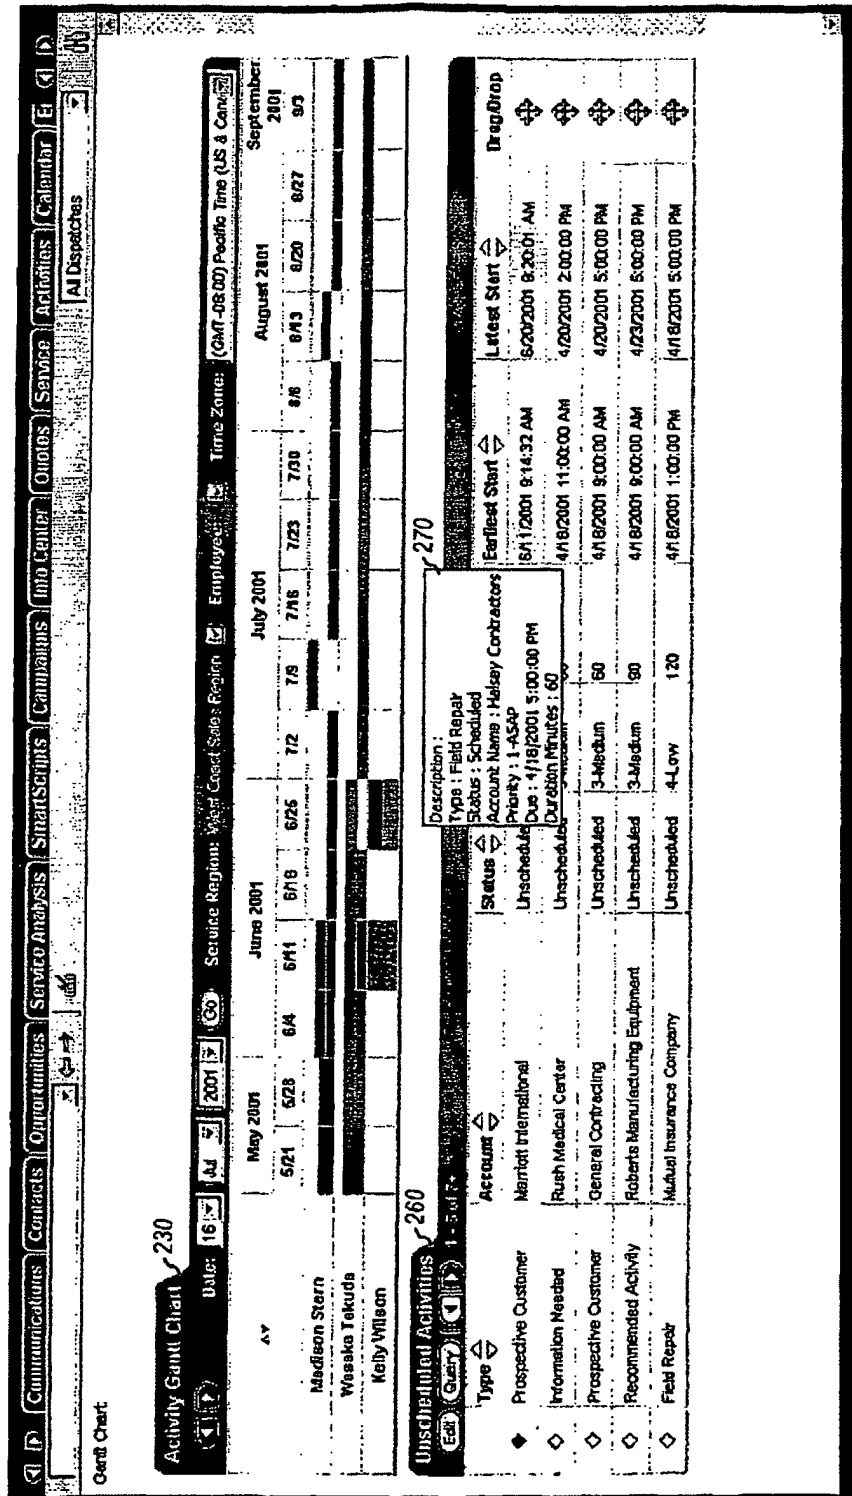 Communications Contacts Opportunities Service Analysis SmartScripts Campaigns Info Center Quotes Service Activities Calendar
All Dispatches
Gantt Chart:
Activity Gantt Chart
230
Date: 16 Jul 2001 Go Service Region: West Coast Sales Region Employee: Time Zone: (GMT-08:00) Pacific Time (US & Can
May 2001 June 2001 July 2001 August 2001 September 2001
5/21 5/28 6/4 6/11 6/18 6/25 7/2 7/9 7/16 7/23 7/30 8/6 8/13 8/20 8/27 9/3
Madison Stern
Wasaka Takuda
Kelly Wilson
Unscheduled Activities
260
270
Edit Query 1 - 5 of 7+
Description :
Type : Field Repair
Status : Scheduled
Account Name : Halsey Contractors
Priority : 1-ASAP
Due : 4/18/2001 5:00:00 PM
Duration Minutes : 60
Type Account Status Earliest Start Latest Start Drag/Drop
Prospective Customer Marriott International Unschedule 6/11/2001 9:14:32 AM 6/20/2001 9:20:01 AM
Information Needed Rush Medical Center Unscheduled 4/18/2001 11:00:00 AM 4/20/2001 2:00:00 PM
Prospective Customer General Contracting Unscheduled 3-Medium 60 4/18/2001 9:00:00 AM 4/20/2001 5:00:00 PM
Recommended Activity Roberts Manufacturing Equipment Unscheduled 3-Medium 90 4/18/2001 9:00:00 AM 4/23/2001 5:00:00 PM
Field Repair Mutual Insurance Company Unscheduled 4-Low 120 4/18/2001 1:00:00 PM 4/18/2001 5:00:00 PM